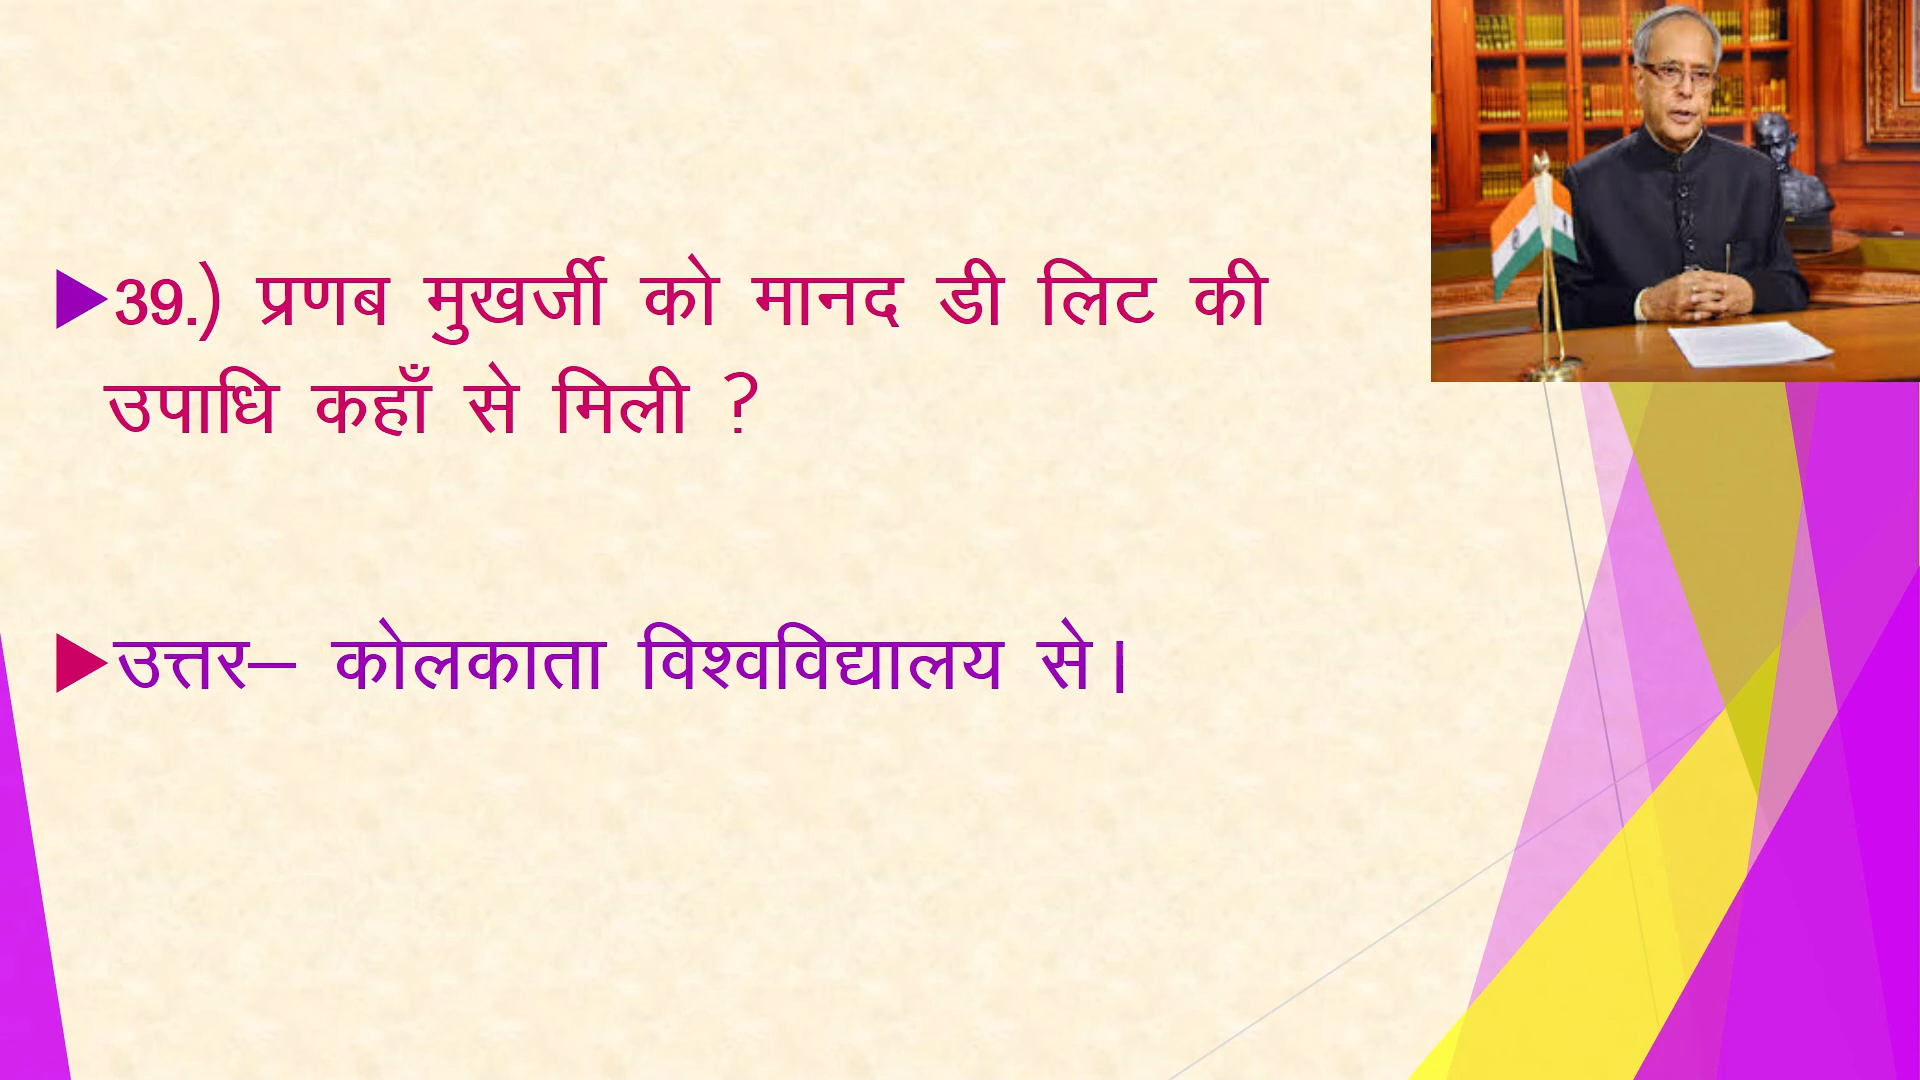 39.) प्रणब मुखर्जी को मानद डी लिट की
उपाधि कहाँ से मिली ?
उत्तर– कोलकाता विश्वविद्यालय से।